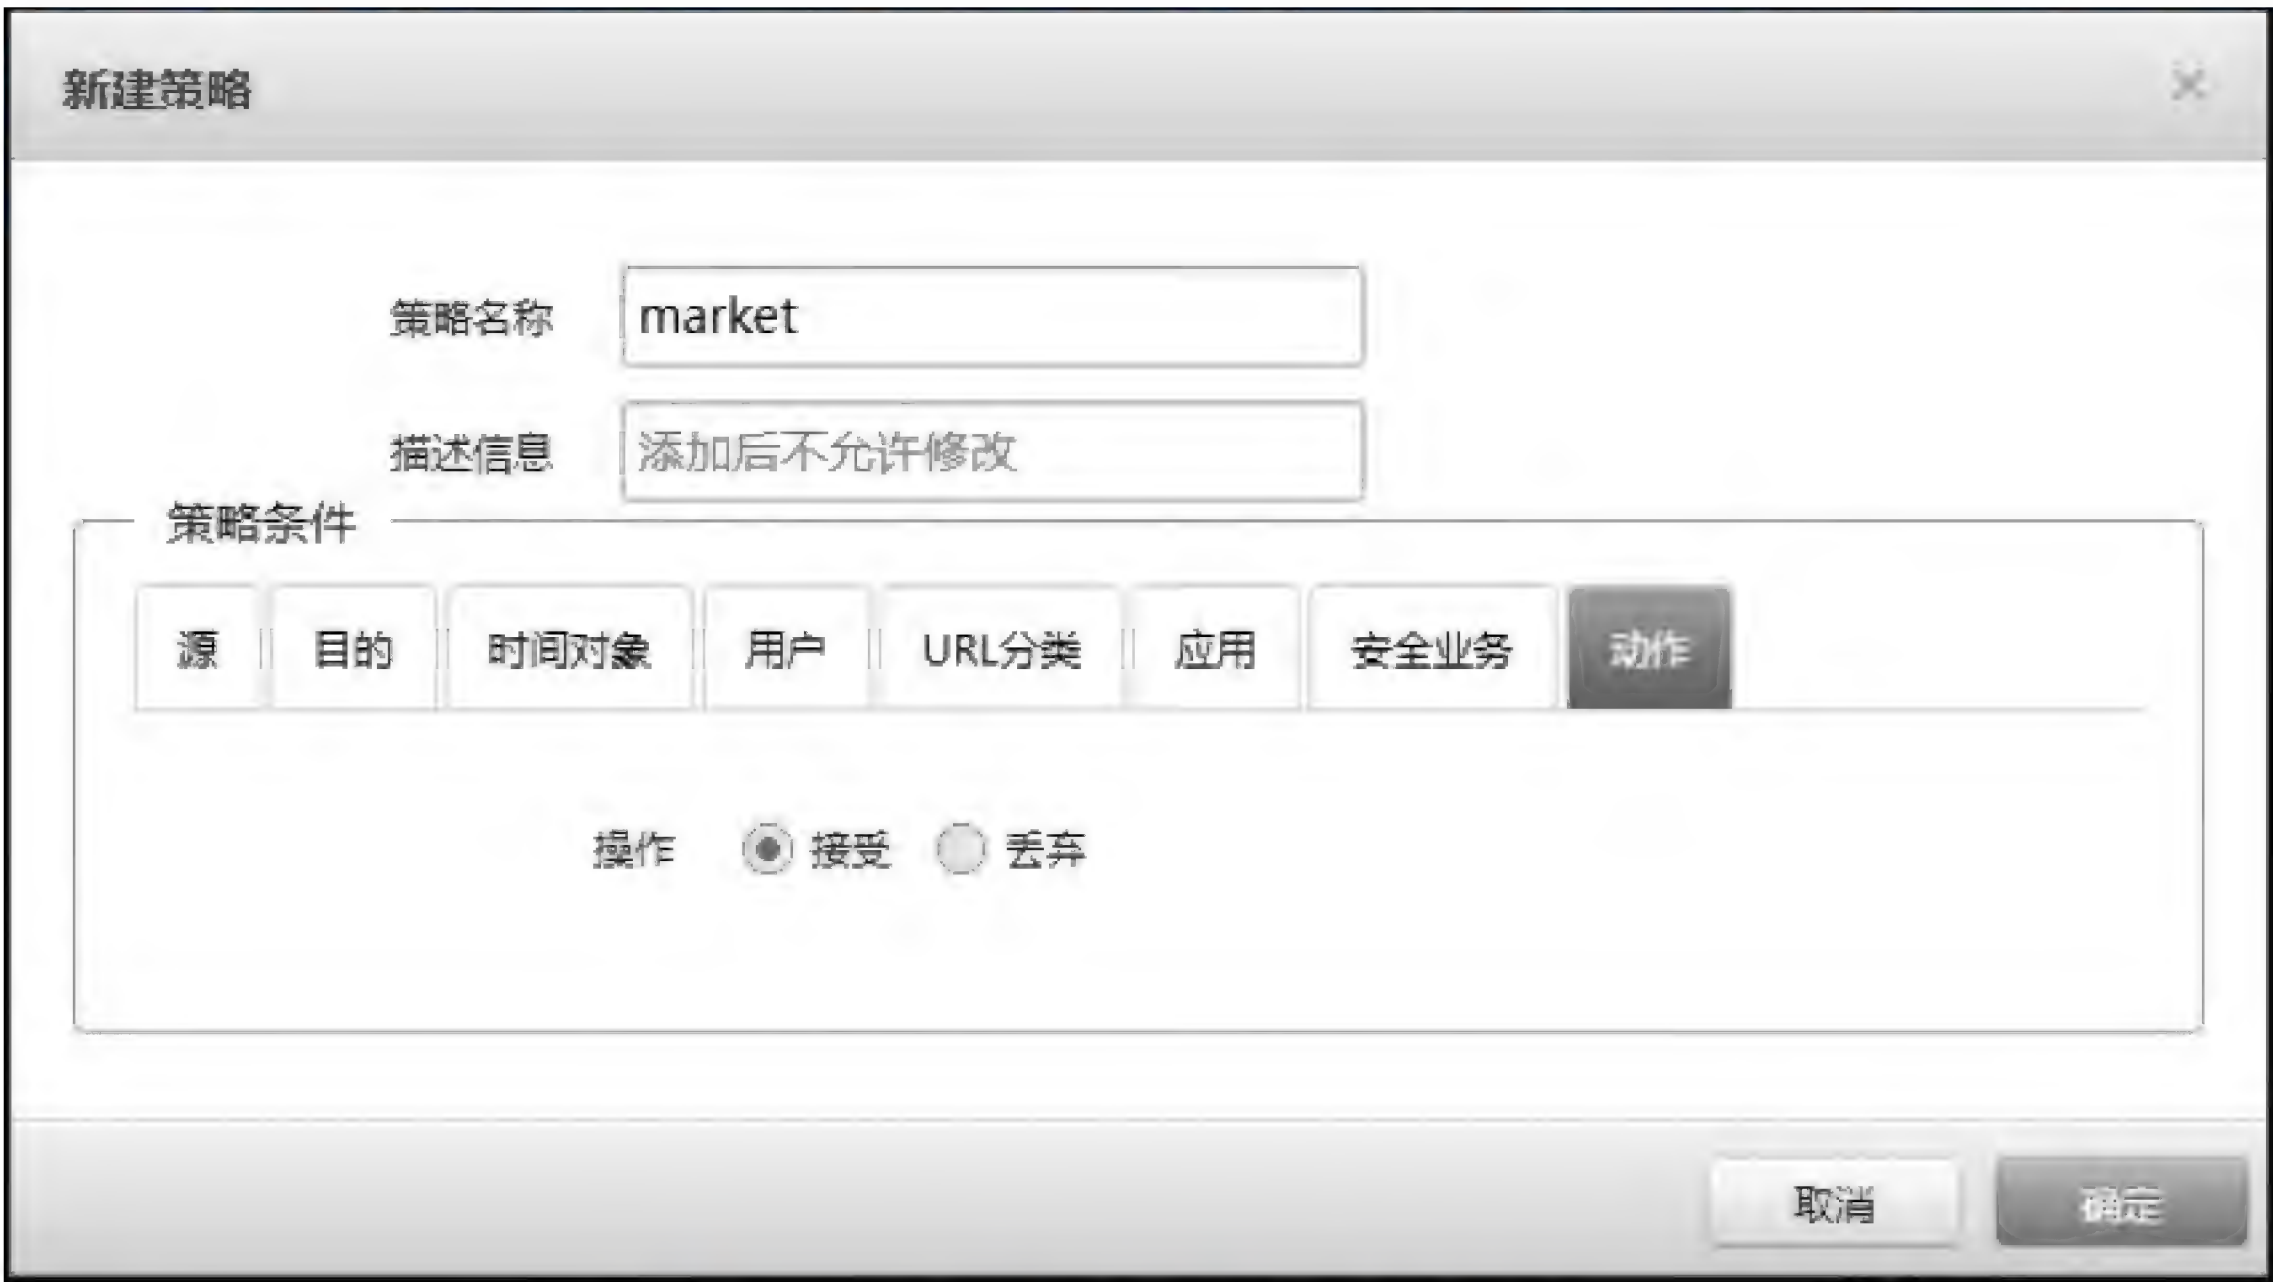 新建策略
策略名称 market
描述信息 添加后不允许修改
策略条件
源 目的 时间对象 用户 URL分类 应用 安全业务 动作
操作 接受 丢弃
取消 确定